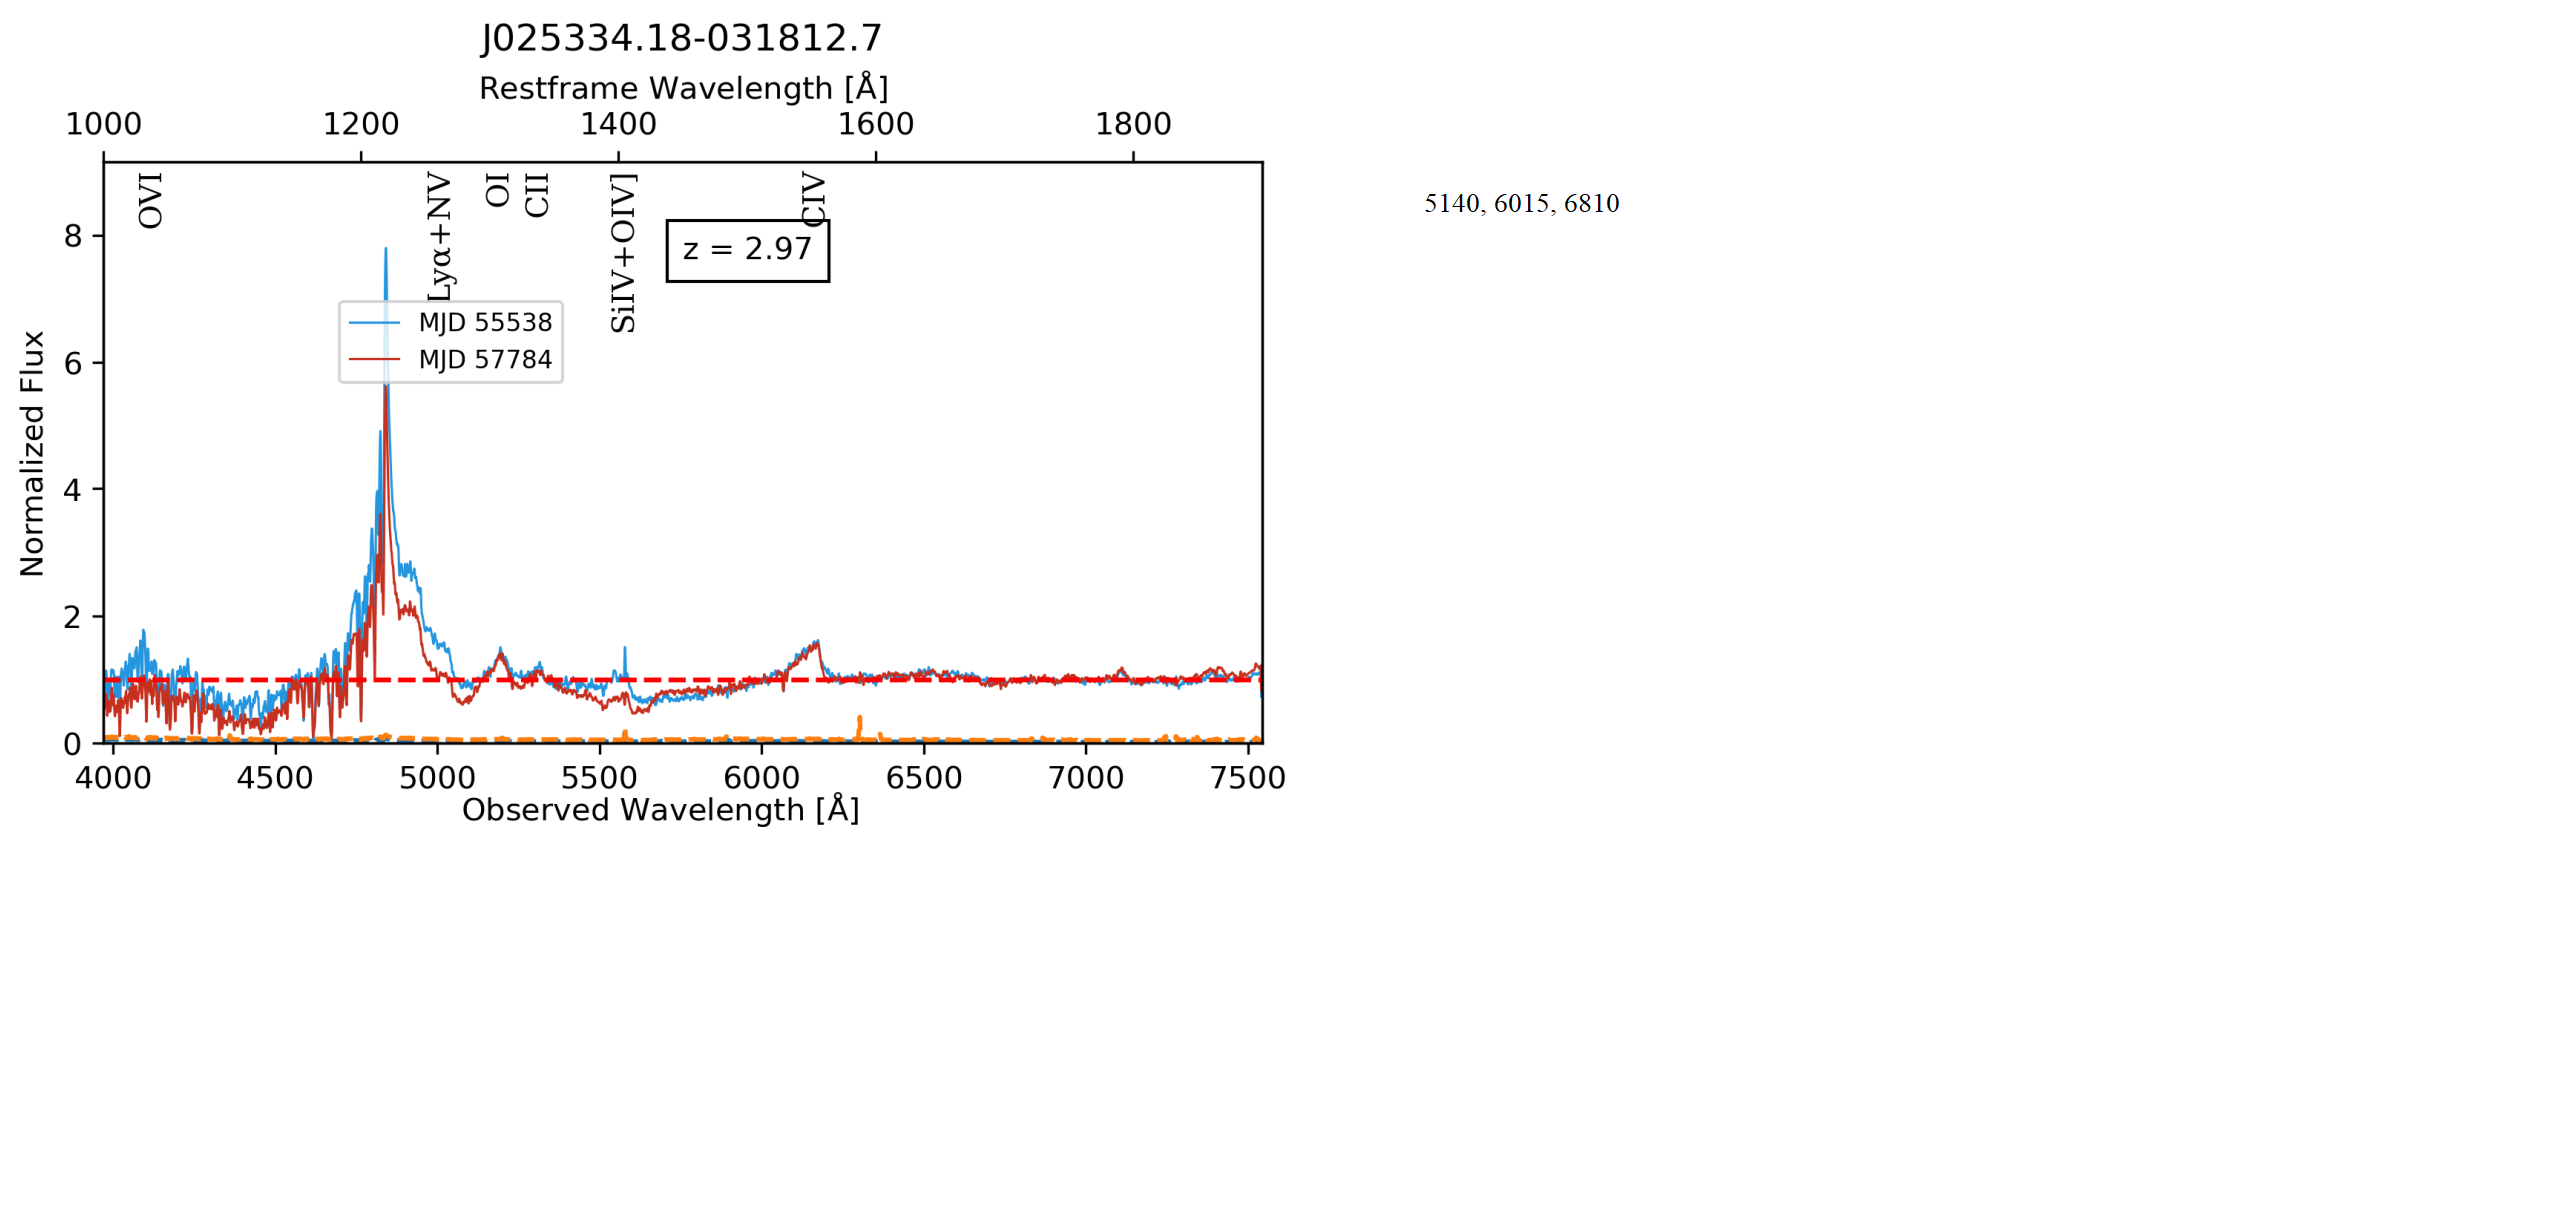 J025334.18-031812.7
Restframe Wavelength [Å]
1000 1200 1400 1600 1800
OVI
Lyα+NV
OI
CII
SiIV+OIV]
CIV
z = 2.97
MJD 55538
MJD 57784
Normalized Flux
8
6
4
2
0
4000 4500 5000 5500 6000 6500 7000 7500
Observed Wavelength [Å]
5140, 6015, 6810